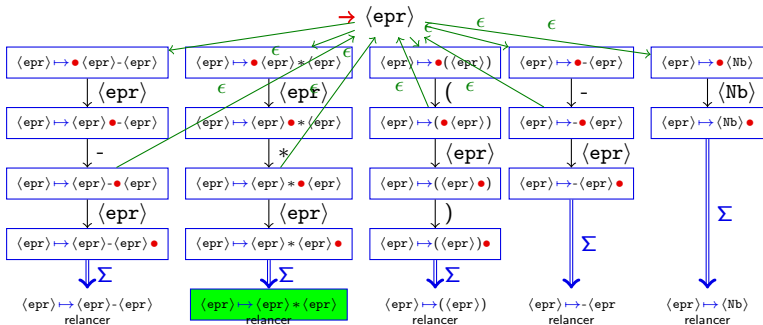 →⟨epr⟩
ϵ ϵ ϵ ϵ
⟨epr⟩↦●⟨epr⟩-⟨epr⟩ ⟨epr⟩↦●⟨epr⟩*⟨epr⟩ ⟨epr⟩↦●(⟨epr⟩) ⟨epr⟩↦●-⟨epr⟩ ⟨epr⟩↦●⟨Nb⟩
⟨epr⟩ ϵ ⟨epr⟩ ϵ ϵ ( ϵ - ⟨Nb⟩
⟨epr⟩↦⟨epr⟩●-⟨epr⟩ ⟨epr⟩↦⟨epr⟩●*⟨epr⟩ ⟨epr⟩↦(●⟨epr⟩) ⟨epr⟩↦-●⟨epr⟩ ⟨epr⟩↦⟨Nb⟩●
- * ⟨epr⟩ ⟨epr⟩
⟨epr⟩↦⟨epr⟩-●⟨epr⟩ ⟨epr⟩↦⟨epr⟩*●⟨epr⟩ ⟨epr⟩↦(⟨epr⟩●) ⟨epr⟩↦-⟨epr⟩●
⟨epr⟩ ⟨epr⟩ ) Σ
⟨epr⟩↦⟨epr⟩-⟨epr⟩● ⟨epr⟩↦⟨epr⟩*⟨epr⟩● ⟨epr⟩↦(⟨epr⟩)● Σ
Σ Σ Σ
⟨epr⟩↦⟨epr⟩-⟨epr⟩ ⟨epr⟩↦⟨epr⟩*⟨epr⟩ ⟨epr⟩↦(⟨epr⟩) ⟨epr⟩↦-⟨epr ⟨epr⟩↦⟨Nb⟩
relancer relancer relancer relancer relancer